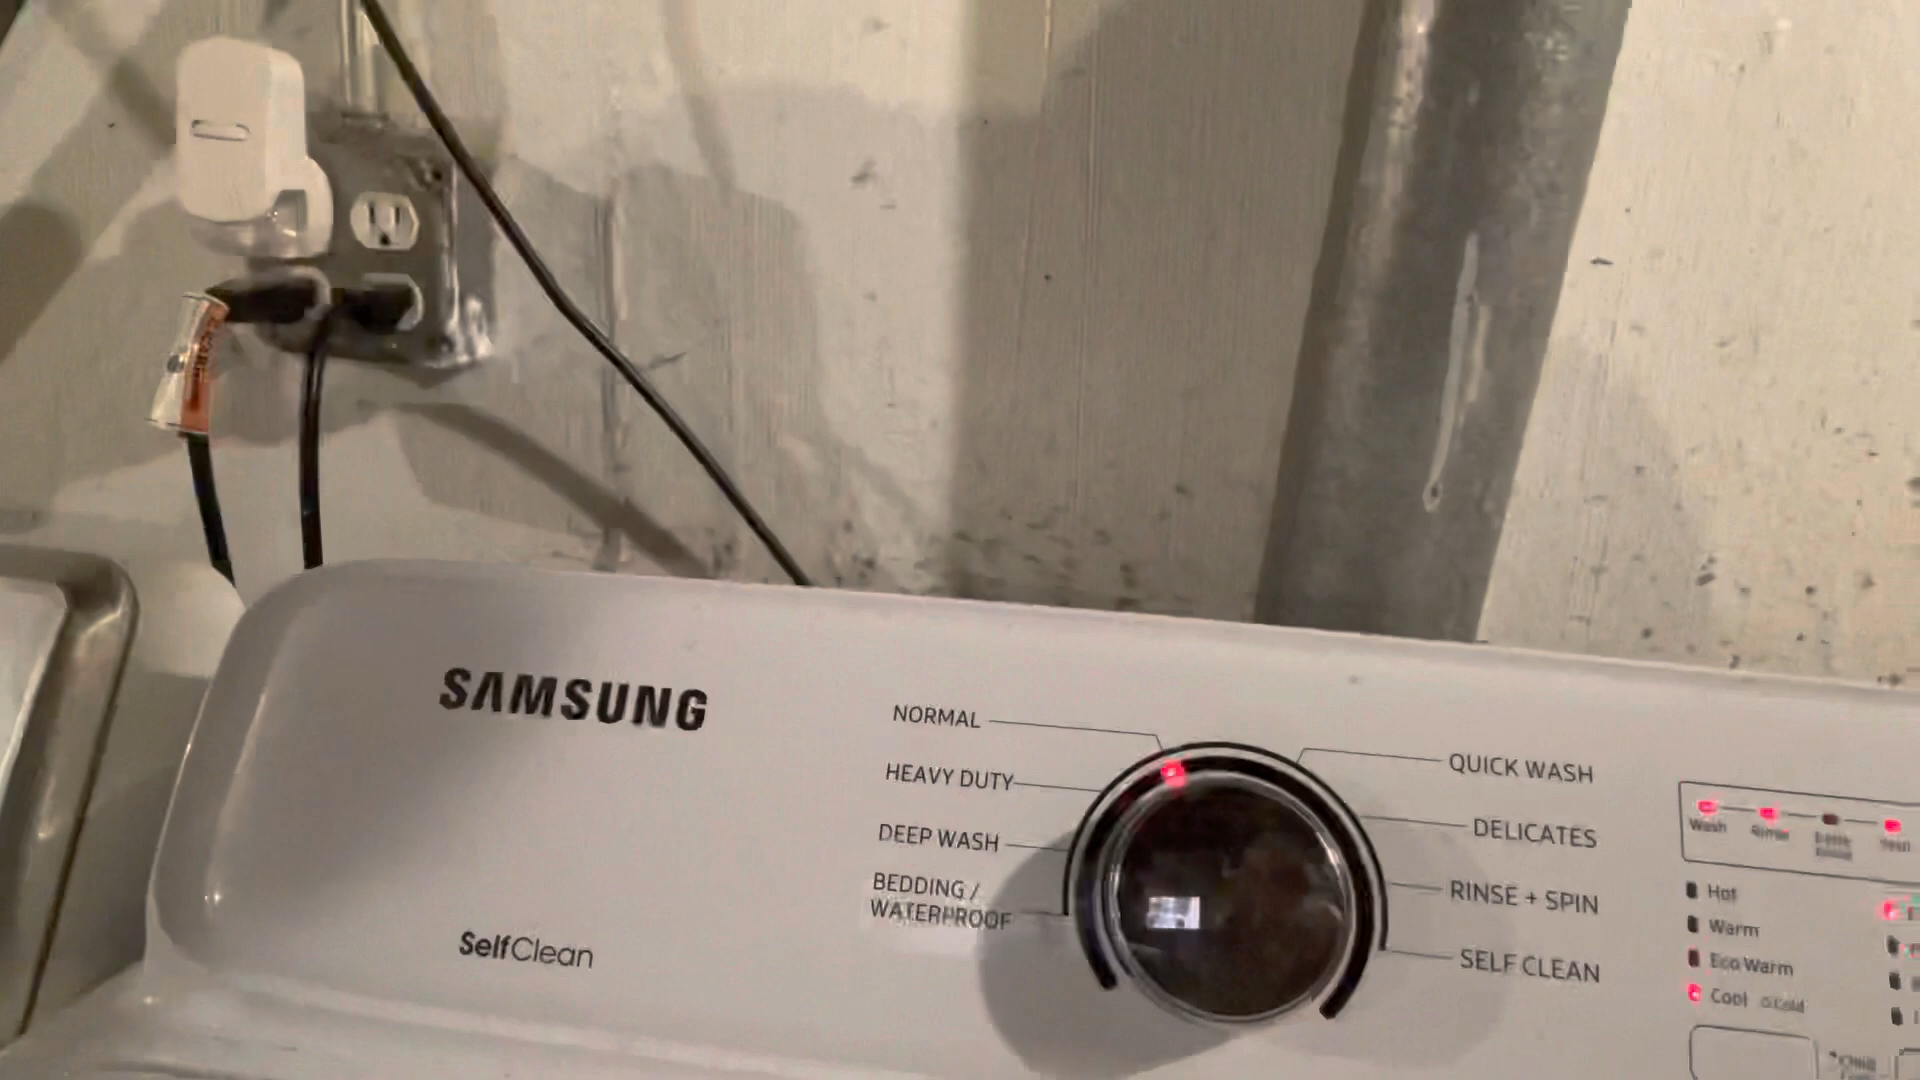 SAMSUNG
NORMAL
HEAVY DUTY
DEEP WASH
BEDDING /
WATERPROOF
SelfClean
QUICK WASH
DELICATES
RINSE + SPIN
SELF CLEAN
Wash
Rinse
Hot
Warm
Eco Warm
Cool